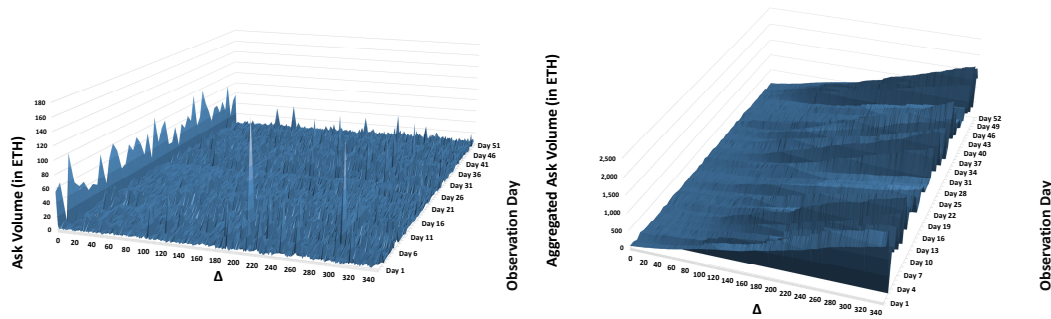 Ask Volume (in ETH)
180
160
140
120
100
80
60
40
20
0
0 20 40 60 80 100 120 140 160 180 200 220 240 260 280 300 320 340
Δ
Day 1
Day 6
Day 11
Day 16
Day 21
Day 26
Day 31
Day 36
Day 41
Day 46
Day 51
Observation Day
Aggregated Ask Volume (in ETH)
2,500
2,000
1,500
1,000
500
0
0 20 40 60 80 100 120 140 160 180 200 220 240 260 280 300 320 340
Δ
Day 1
Day 4
Day 7
Day 10
Day 13
Day 16
Day 19
Day 22
Day 25
Day 28
Day 31
Day 34
Day 37
Day 40
Day 43
Day 46
Day 49
Day 52
Observation Day